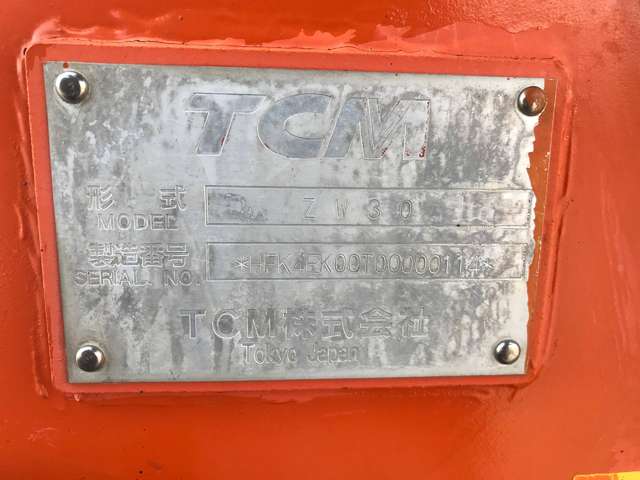 TCM
形式 ZW30
MODEL
製造番号 *HFK4EK00T00000114*
SERIAL. NO.
TCM株式会社
Tokyo Japan